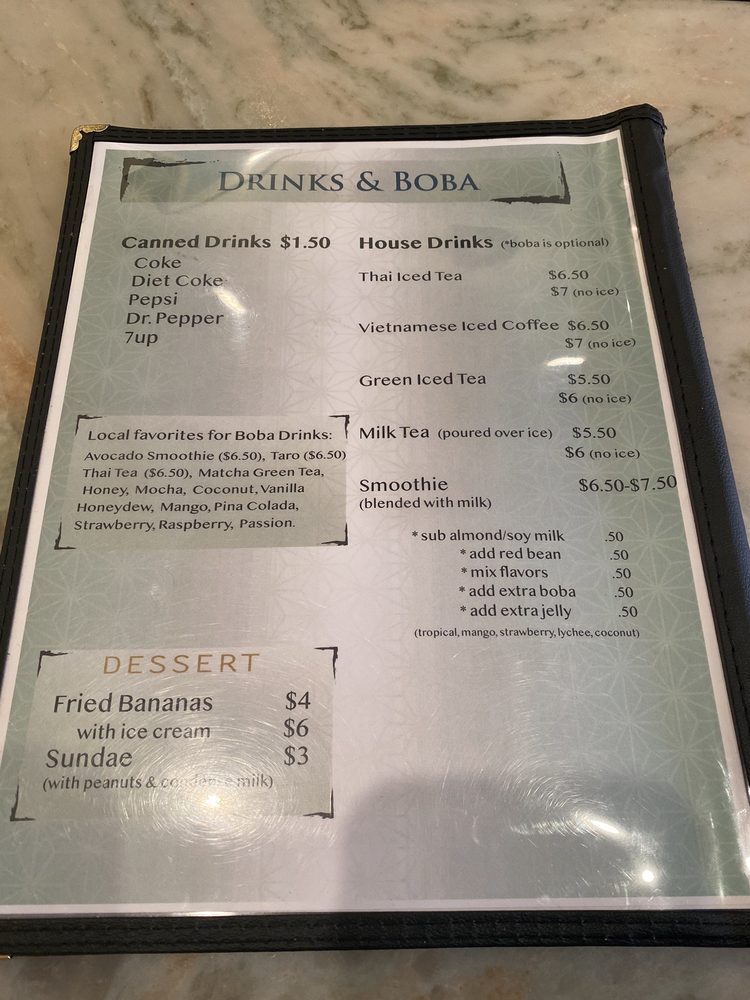 DRINKS & BOBA
Canned Drinks $1.50
Coke
Diet Coke
Pepsi
Dr. Pepper
7up
Local favorites for Boba Drinks:
Avocado Smoothie ($6.50), Taro ($6.50)
Thai Tea ($6.50), Matcha Green Tea,
Honey, Mocha, Coconut, Vanilla
Honeydew, Mango, Pina Colada,
Strawberry, Raspberry, Passion.
DESSERT
Fried Bananas $4
with ice cream $6
Sundae $3
(with peanuts & milk)
House Drinks (*boba is optional)
Thai Iced Tea $6.50
$7 (no ice)
Vietnamese Iced Coffee $6.50
$7 (no ice)
Green Iced Tea $5.50
$6 (no ice)
Milk Tea (poured over ice) $5.50
$6 (no ice)
Smoothie $6.50-$7.50
(blended with milk)
* sub almond/soy milk .50
* add red bean .50
* mix flavors .50
* add extra boba .50
* add extra jelly .50
(tropical, mango, strawberry, lychee, coconut)